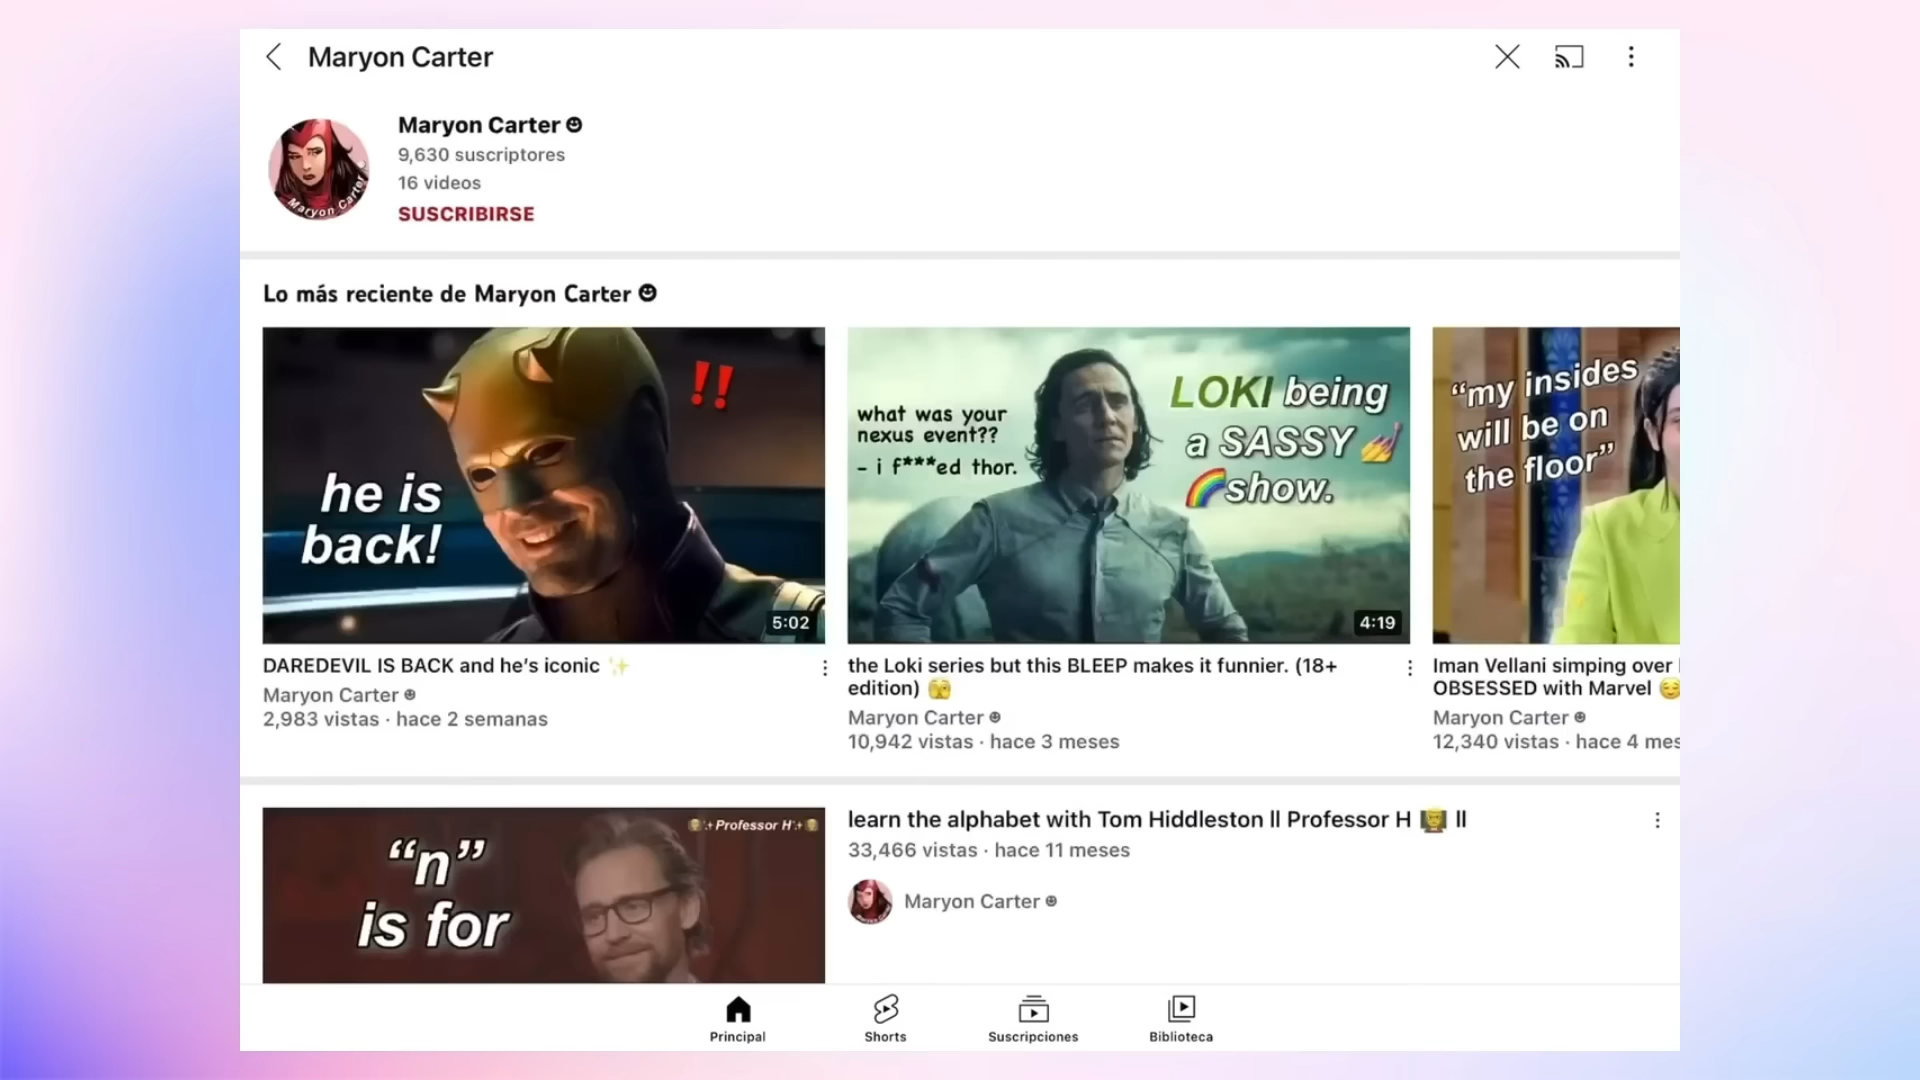 Maryon Carter
Maryon Carter
9,630 suscriptores
16 videos
SUSCRIBIRSE
Maryon Carter
Lo más reciente de Maryon Carter
he is
back!
5:02
what was your
nexus event??
- i f***ed thor.
LOKI being
a SASSY
show.
4:19
“my insides
will be on
the floor”
DAREDEVIL IS BACK and he's iconic ✨
Maryon Carter
2,983 vistas · hace 2 semanas
the Loki series but this BLEEP makes it funnier. (18+
edition) 🫣
Maryon Carter
10,942 vistas · hace 3 meses
Iman Vellani simping over
OBSESSED with Marvel 😌
Maryon Carter
12,340 vistas · hace 4 mes
Professor H
“n”
is for
learn the alphabet with Tom Hiddleston ll Professor H 👨‍🏫 ll
33,466 vistas · hace 11 meses
Maryon Carter
Principal
Shorts
Suscripciones
Biblioteca